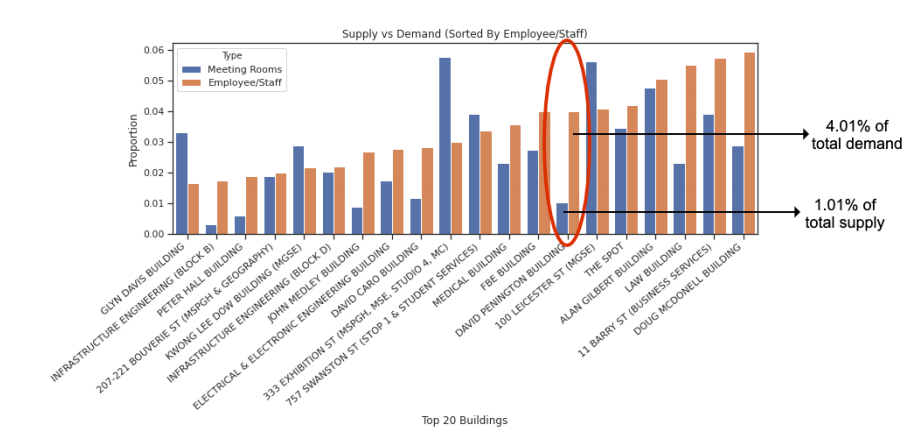 Supply vs Demand (Sorted By Employee/Staff)
Type
Meeting Rooms
Employee/Staff
Proportion
0.06
0.05
0.04
0.03
0.02
0.01
0.00
4.01% of
total demand
1.01% of
total supply
GLYN DAVIS BUILDING
INFRASTRUCTURE ENGINEERING (BLOCK B)
PETER HALL BUILDING
207-221 BOUVERIE ST (MSPGH & GEOGRAPHY)
KWONG LEE DOW BUILDING (MGSE)
INFRASTRUCTURE ENGINEERING (BLOCK D)
JOHN MEDLEY BUILDING
ELECTRICAL & ELECTRONIC ENGINEERING BUILDING
DAVID CARO BUILDING
333 EXHIBITION ST (MSPGH, MSE, STUDIO 4, MC)
757 SWANSTON ST (STOP 1 & STUDENT SERVICES)
MEDICAL BUILDING
FBE BUILDING
DAVID PENINGTON BUILDING
100 LEICESTER ST (MGSE)
THE SPOT
ALAN GILBERT BUILDING
LAW BUILDING
11 BARRY ST (BUSINESS SERVICES)
DOUG MCDONELL BUILDING
Top 20 Buildings